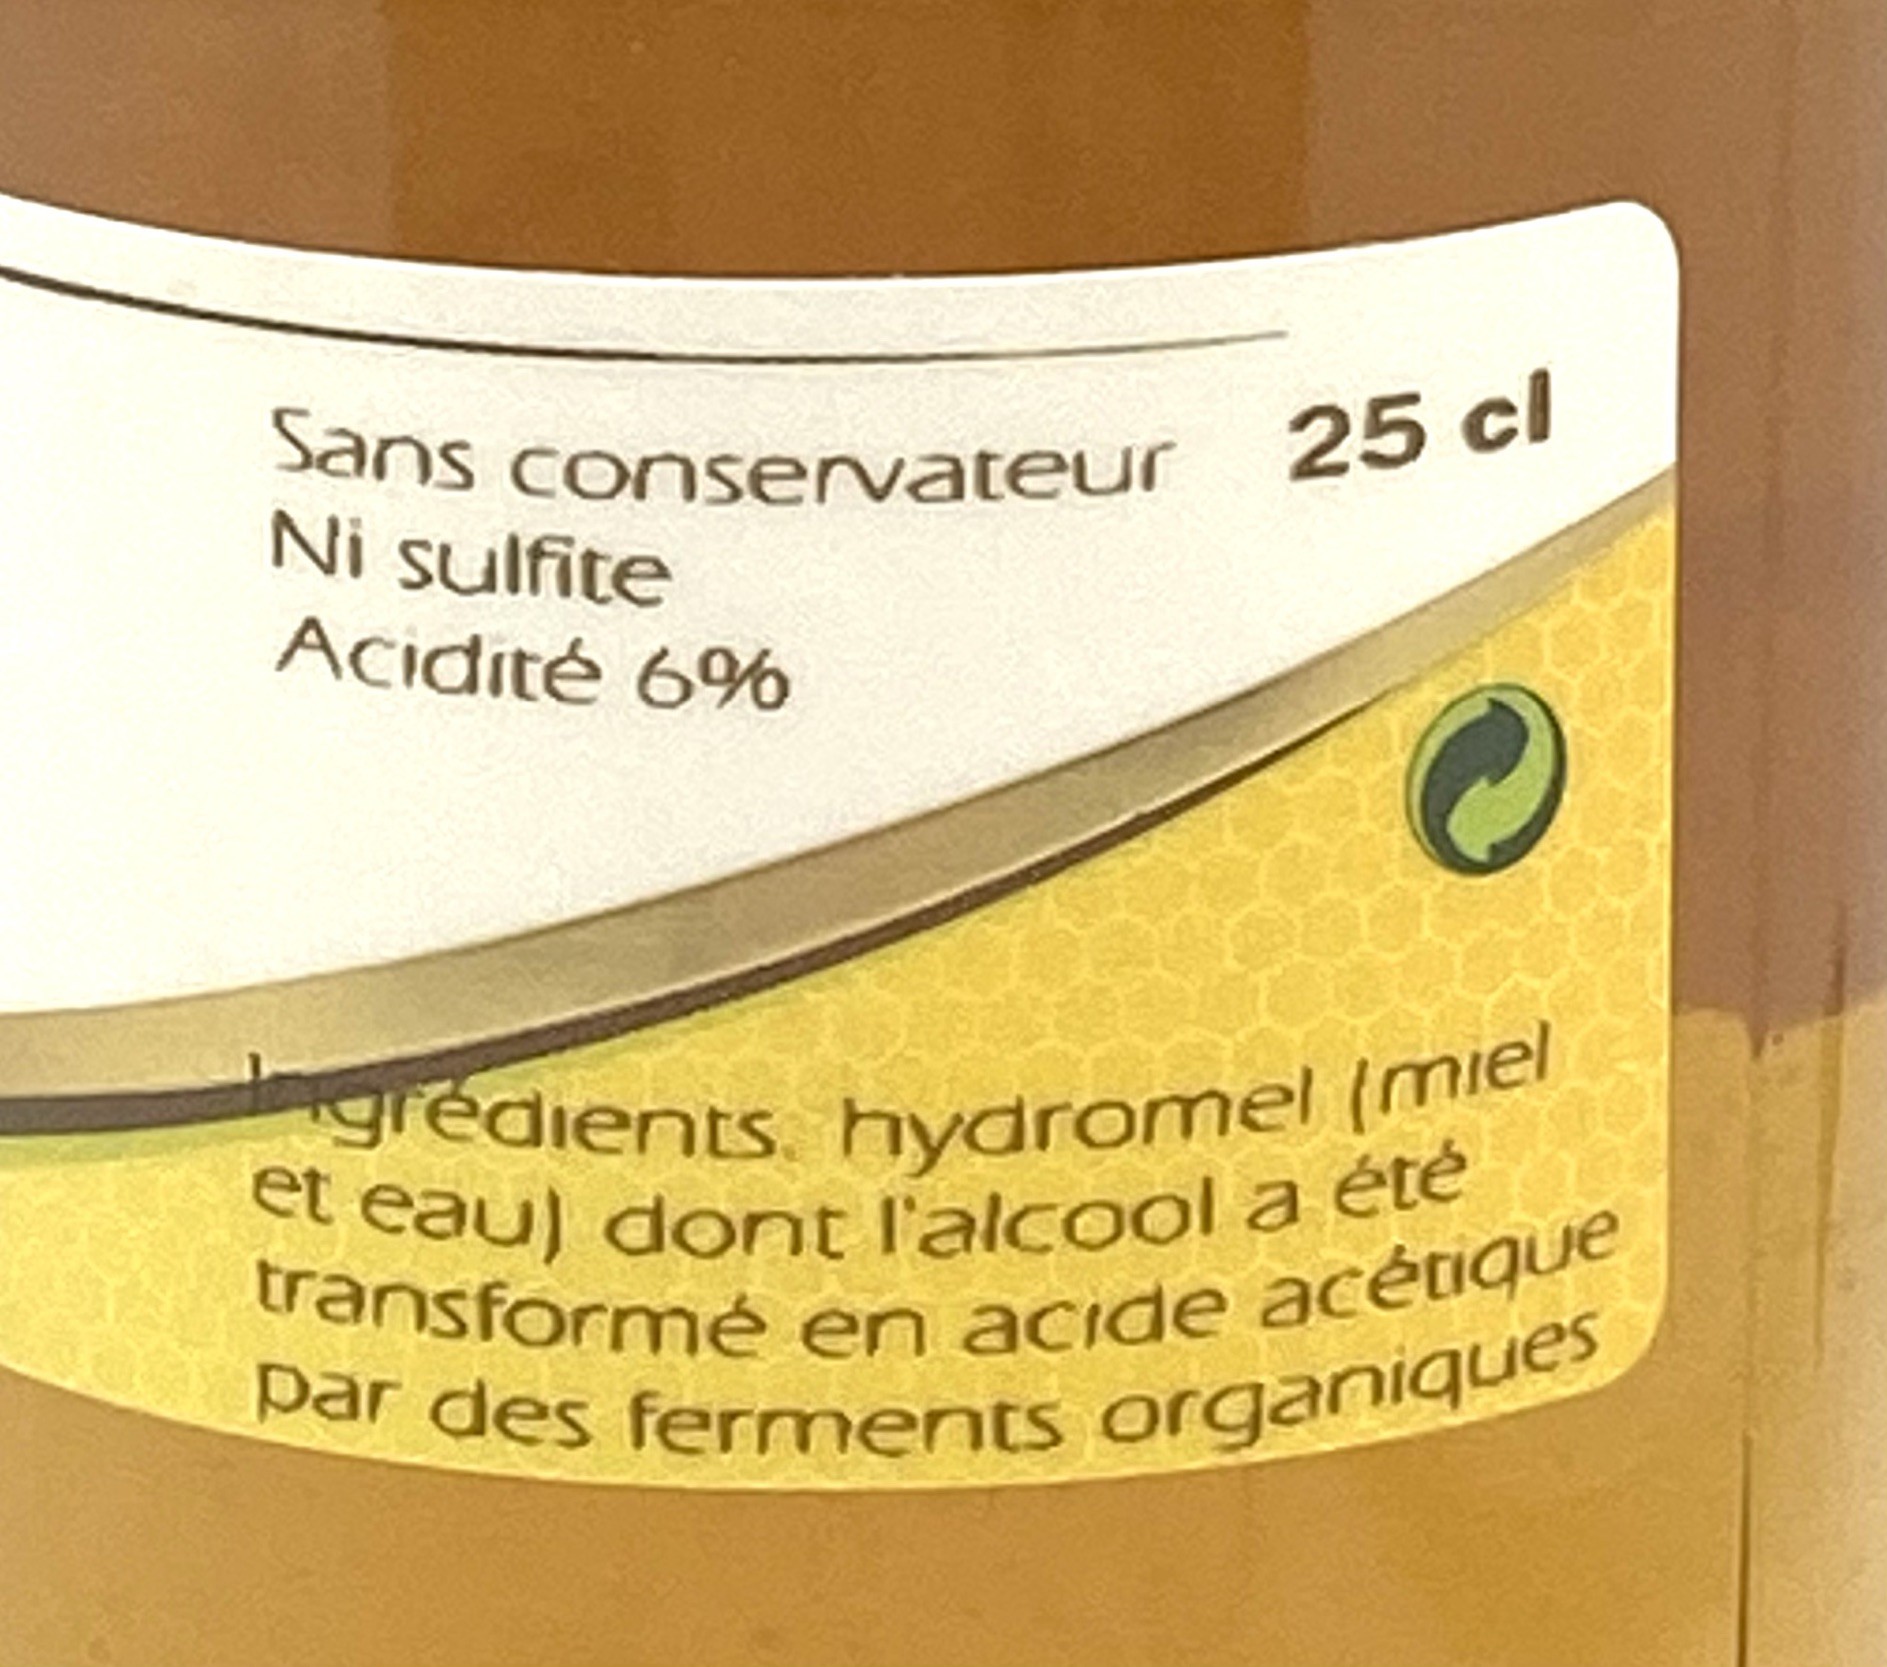 Sans conservateur
25 cl
Ni sulfite
Acidité 6%
Ingrédients. hydromel (miel
et eau) dont l'alcool a été
transformé en acide acétique
par des ferments organiques